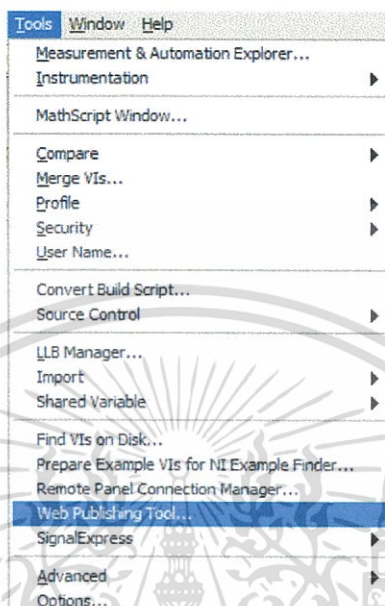 Tools Window Help
Measurement & Automation Explorer...
Instrumentation
MathScript Window...
Compare
Merge VIs...
Profile
Security
User Name...
Convert Build Script...
Source Control
LLB Manager...
Import
Shared Variable
Find VIs on Disk...
Prepare Example VIs for NI Example Finder...
Remote Panel Connection Manager...
Web Publishing Tool...
SignalExpress
Advanced
Options...